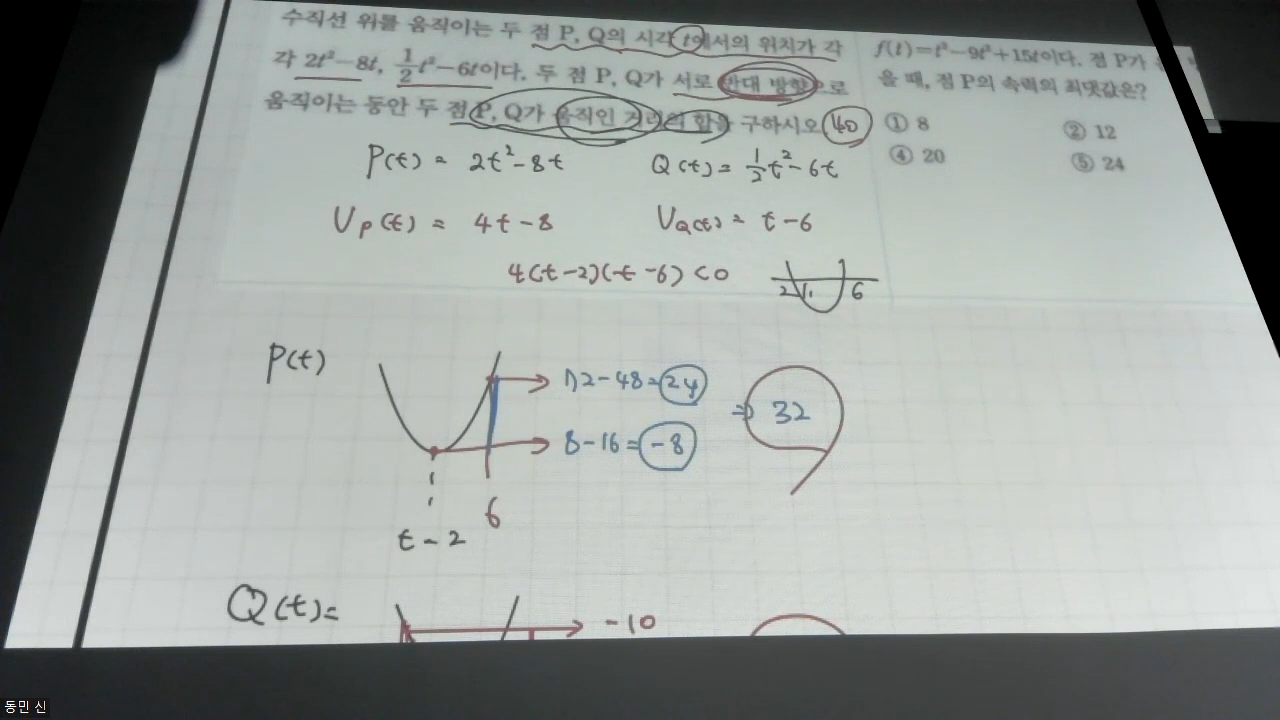 수직선 위를 움직이는 두 점 P, Q의 시각 t에서의 위치가 각
각 2t²-8t, 1/2t²-6t이다. 두 점 P, Q가 서로 반대 방향으로
움직이는 동안 두 점 P, Q가 움직인 거리의 합을 구하시오 40
P(t) = 2t²-8t Q(t) = 1/2t²-6t
V_P(t) = 4t-8 V_Q(t) = t-6
4(t-2)(t-6) < 0 2 6
P(t)
72-48=24
8-16=-8
⇒ 32
6
t-2
Q(t)=
-10
f(t)=t³-9t²+15t이다. 점 P가
을 때, 점 P의 속력의 최댓값은?
① 8 ② 12
④ 20 ⑤ 24
동민 신